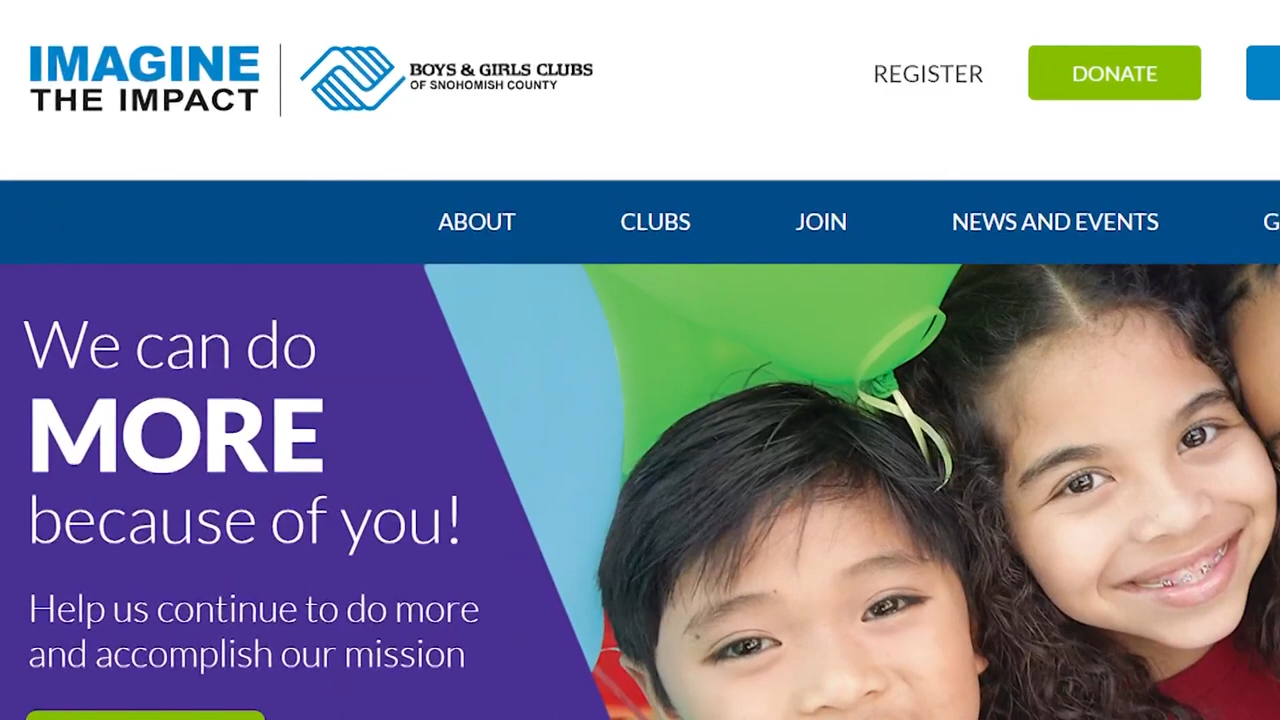 IMAGINE
THE IMPACT
BOYS & GIRLS CLUBS
OF SNOHOMISH COUNTY
REGISTER
DONATE
ABOUT
CLUBS
JOIN
NEWS AND EVENTS
G
We can do
MORE
because of you!
Help us continue to do more
and accomplish our mission